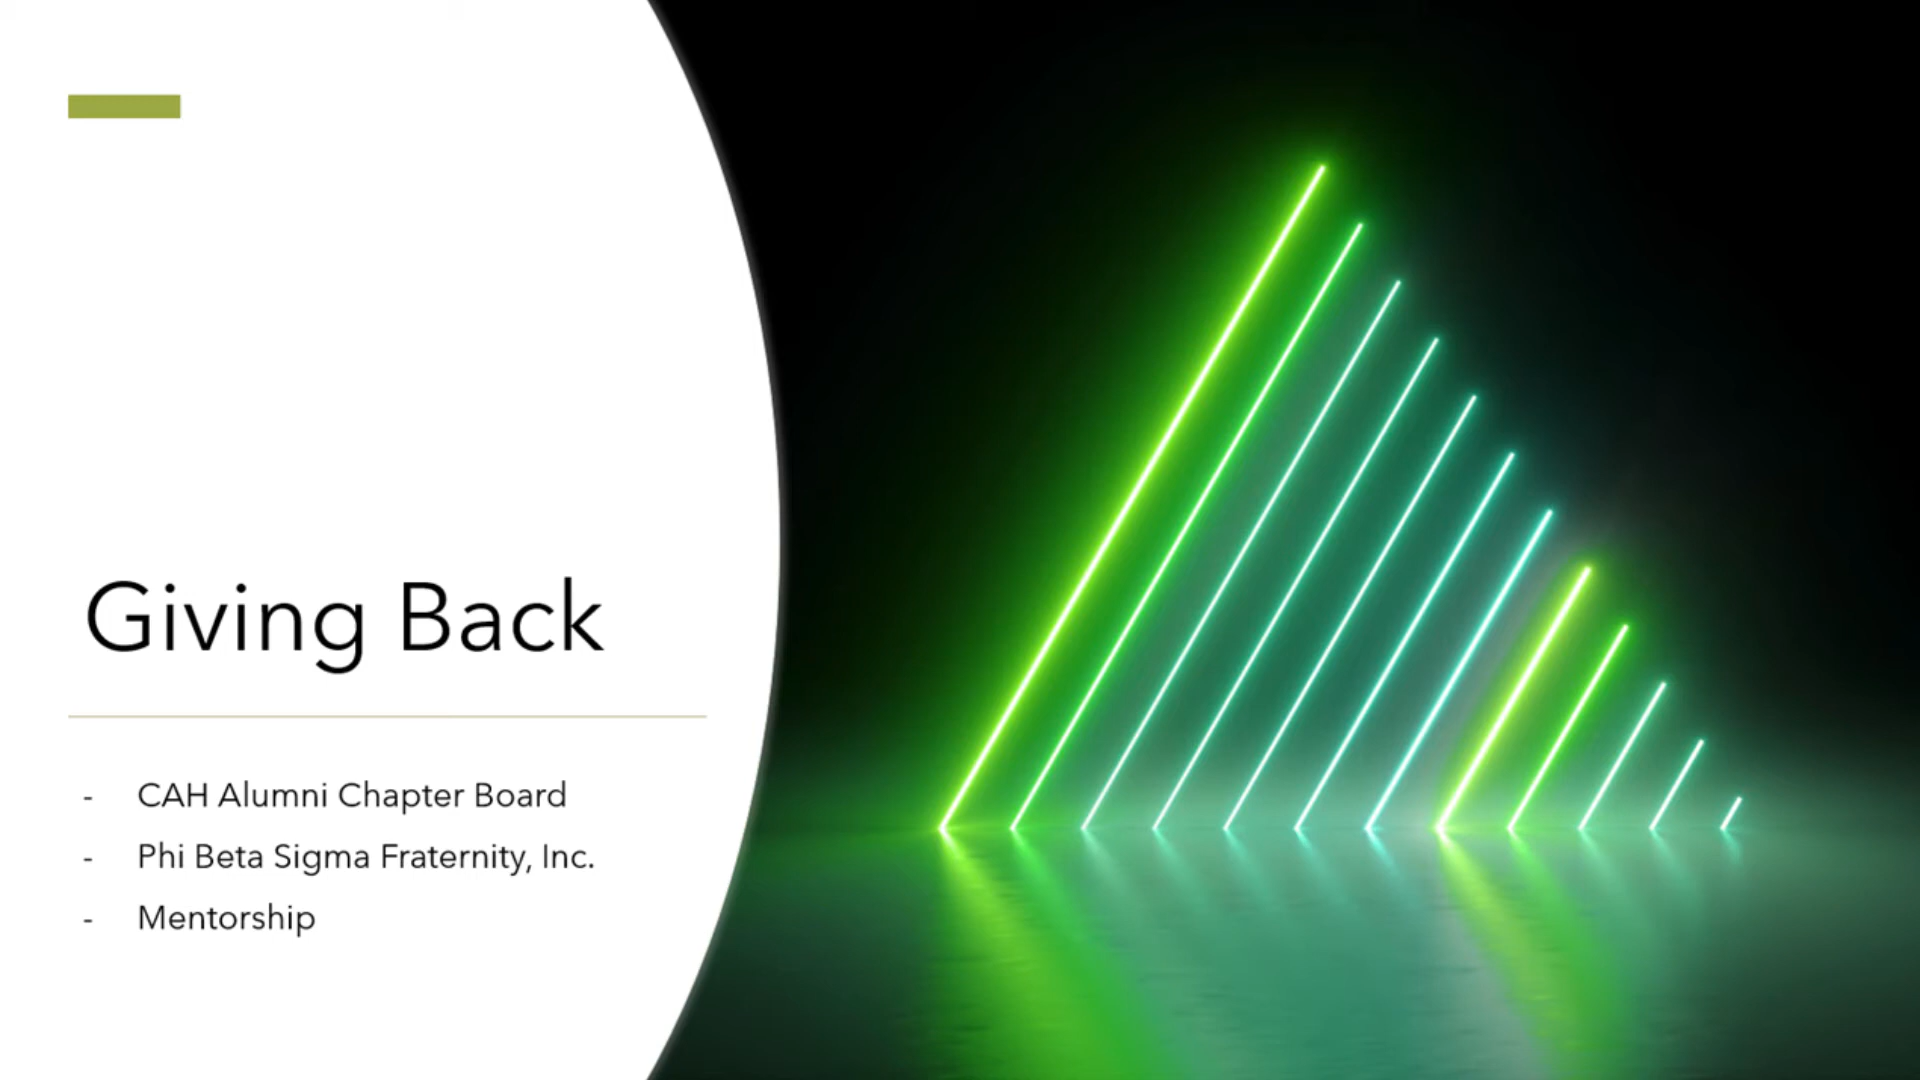 Giving Back
- CAH Alumni Chapter Board
- Phi Beta Sigma Fraternity, Inc.
- Mentorship